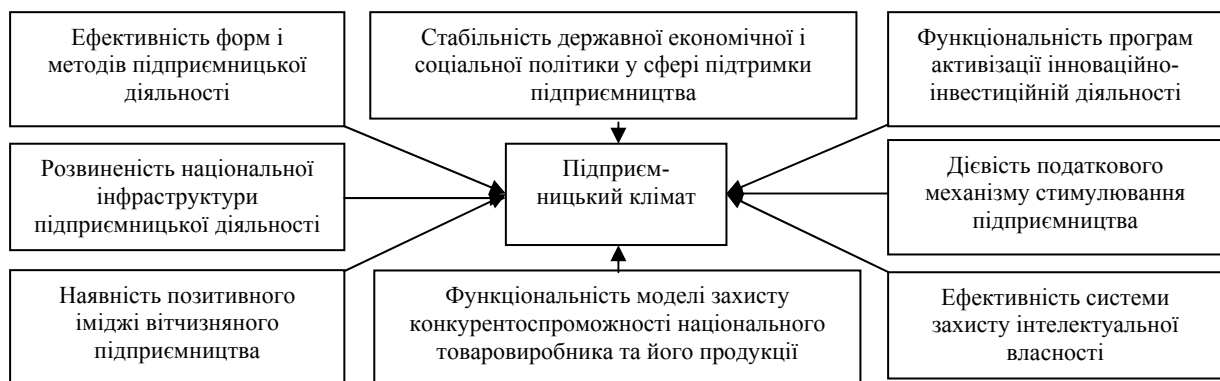 Ефективність форм і
методів підприємницької
діяльності
Стабільність державної економічної і
соціальної політики у сфері підтримки
підприємництва
Функціональність програм
активізації інноваційно-
інвестиційній діяльності
Розвиненість національної
інфраструктури
підприємницької діяльності
Підприєм-
ницький клімат
Дієвість податкового
механізму стимулювання
підприємництва
Наявність позитивного
іміджі вітчизняного
підприємництва
Функціональність моделі захисту
конкурентоспроможності національного
товаровиробника та його продукції
Ефективність системи
захисту інтелектуальної
власності